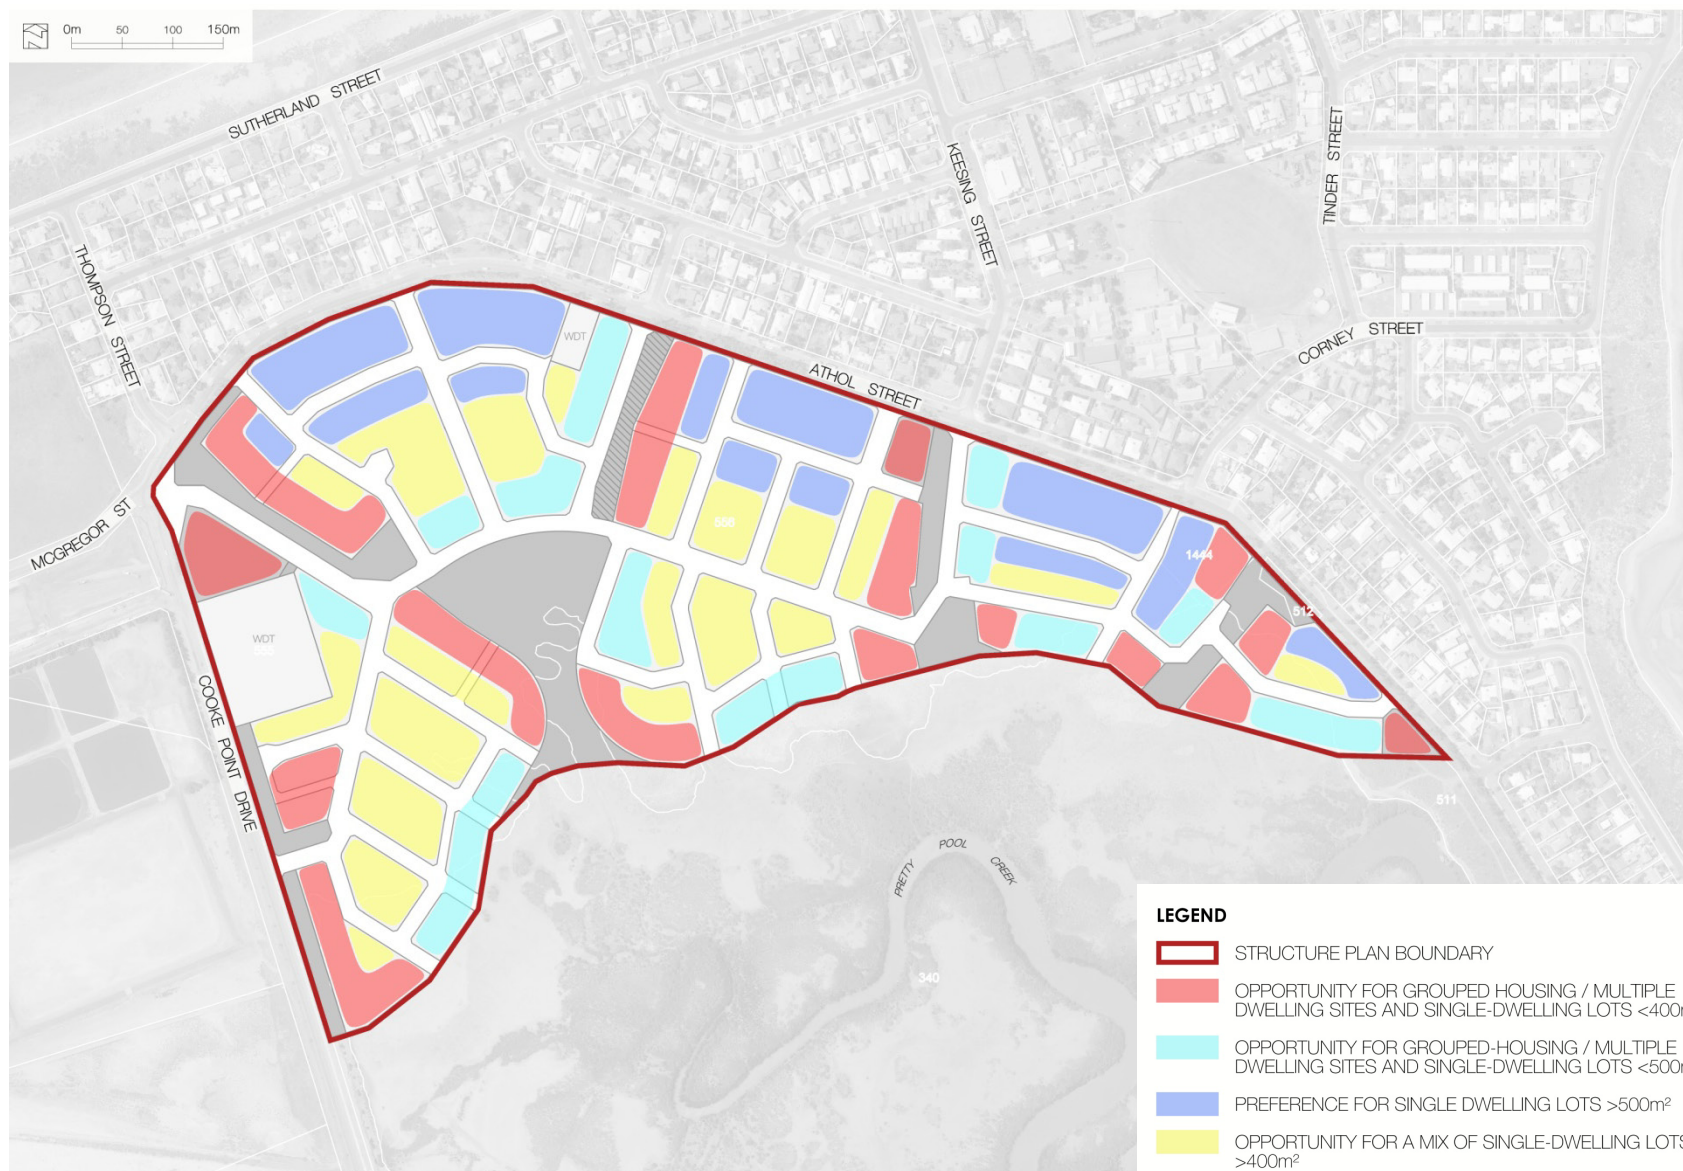 0m 50 100 150m
SUTHERLAND STREET
THOMPSON STREET
KEESING STREET
TINDER STREET
CORNEY STREET
ATHOL STREET
MCGREGOR ST
COOKE POINT DRIVE
WDT
WDT
556
1444
512
511
340
PRETTY POOL CREEK
LEGEND
STRUCTURE PLAN BOUNDARY
OPPORTUNITY FOR GROUPED HOUSING / MULTIPLE
DWELLING SITES AND SINGLE-DWELLING LOTS <400
OPPORTUNITY FOR GROUPED-HOUSING / MULTIPLE
DWELLING SITES AND SINGLE-DWELLING LOTS <500
PREFERENCE FOR SINGLE DWELLING LOTS >500m²
OPPORTUNITY FOR A MIX OF SINGLE-DWELLING LOTS
>400m²